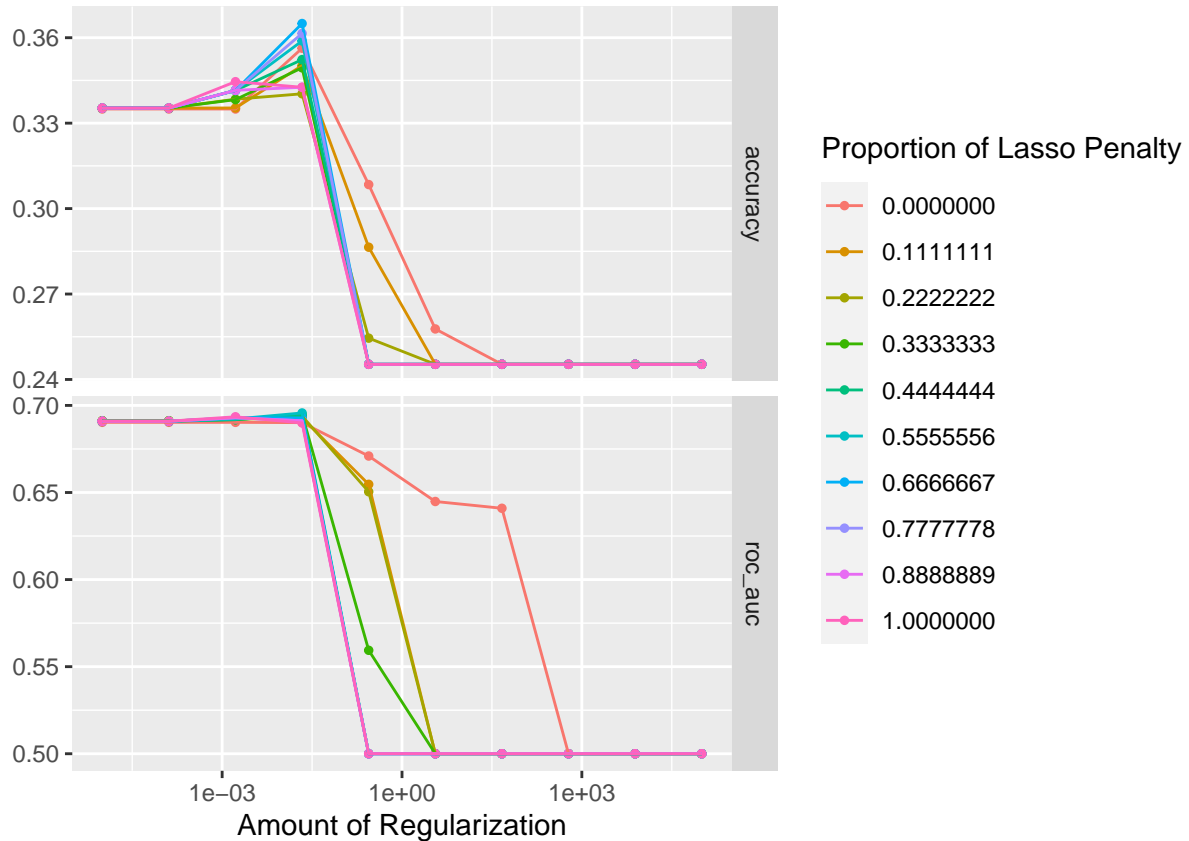 0.36
0.33
0.30
0.27
0.24
accuracy
0.70
0.65
0.60
0.55
0.50
roc_auc
1e−03
1e+00
1e+03
Amount of Regularization
Proportion of Lasso Penalty
0.0000000
0.1111111
0.2222222
0.3333333
0.4444444
0.5555556
0.6666667
0.7777778
0.8888889
1.0000000